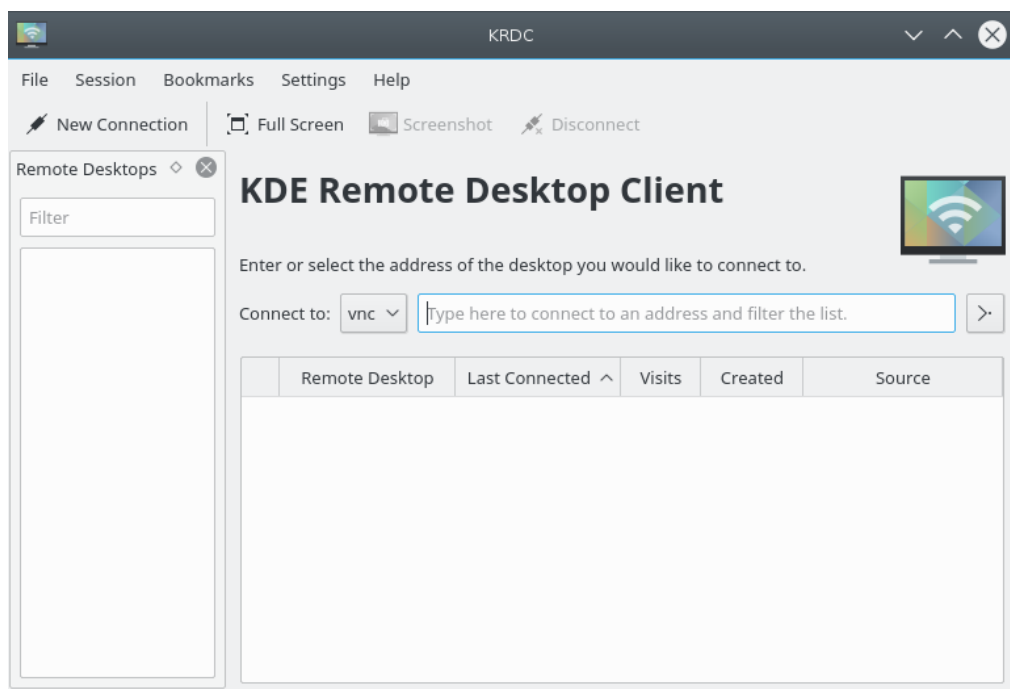 KRDC
File Session Bookmarks Settings Help
New Connection Full Screen Screenshot Disconnect
Remote Desktops
Filter
KDE Remote Desktop Client
Enter or select the address of the desktop you would like to connect to.
Connect to: vnc Type here to connect to an address and filter the list.
Remote Desktop Last Connected Visits Created Source